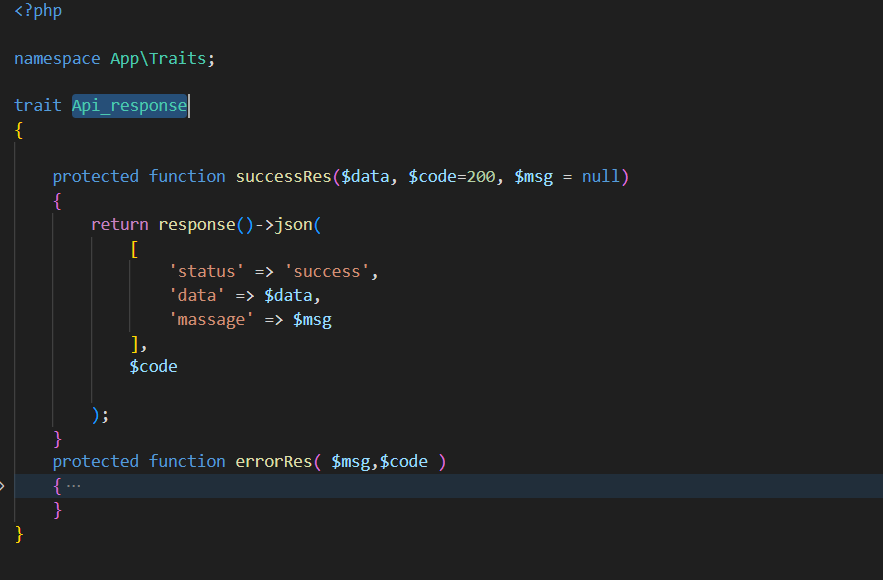 <?php
namespace App\Traits;
trait Api_response
{
protected function successRes($data, $code=200, $msg = null)
{
return response()->json(
[
'status' => 'success',
'data' => $data,
'massage' => $msg
],
$code
);
}
protected function errorRes( $msg,$code )
{ ···
}
}